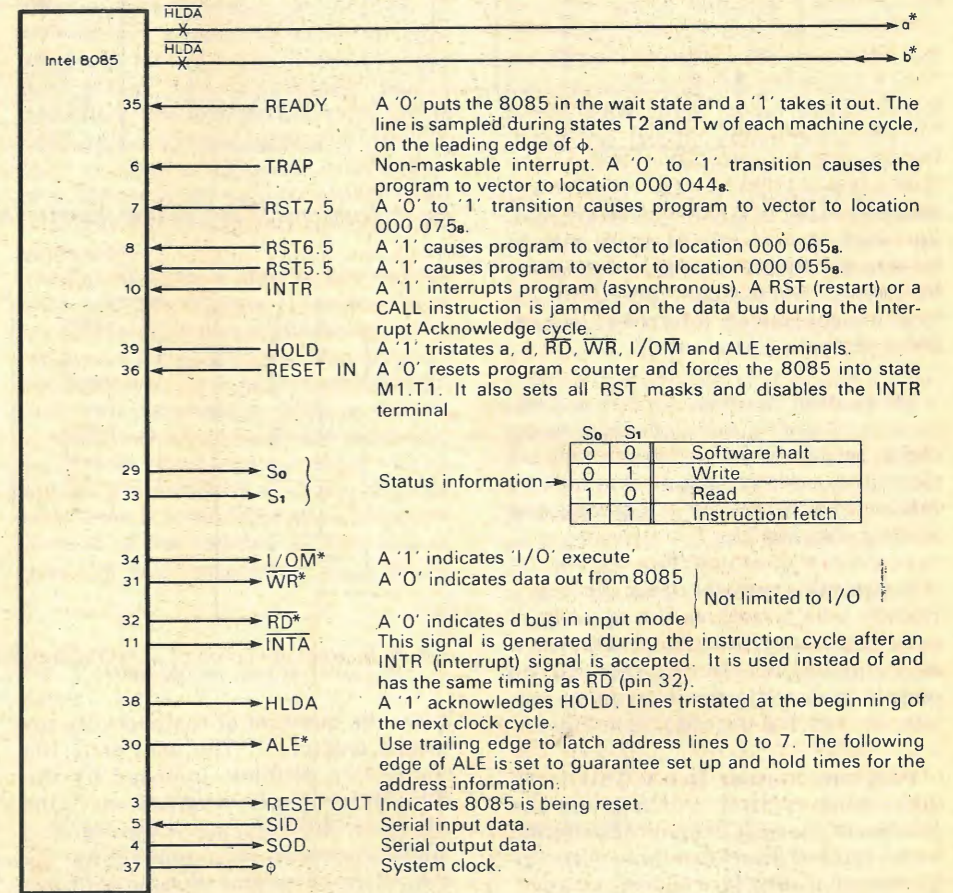 HLDA
a*
HLDA
Intel 8085
b*
35 READY A '0' puts the 8085 in the wait state and a '1' takes it out. The
line is sampled during states T2 and Tw of each machine cycle,
on the leading edge of ϕ.
6 TRAP Non-maskable interrupt. A '0' to '1' transition causes the
program to vector to location 000 044₈.
7 RST7.5 A '0' to '1' transition causes program to vector to location
000 075₈.
8 RST6.5 A '1' causes program to vector to location 000 065₈.
RST5.5 A '1' causes program to vector to location 000 055₈.
10 INTR A '1' interrupts program (asynchronous). A RST (restart) or a
CALL instruction is jammed on the data bus during the Inter-
rupt Acknowledge cycle.
39 HOLD A '1' tristates a, d, R̅D̅, W̅R̅, I/OM̅ and ALE terminals.
36 RESET IN A '0' resets program counter and forces the 8085 into state
M1.T1. It also sets all RST masks and disables the INTR
terminal
S₀ S₁
0 0 Software halt
29 S₀
Status information
0 1 Write
33 S₁
1 0 Read
1 1 Instruction fetch
34 I/OM̅* A '1' indicates 'I/O' execute'
31 W̅R̅* A '0' indicates data out from 8085
Not limited to I/O
32 R̅D̅* A '0' indicates d bus in input mode
11 I̅N̅T̅A̅ This signal is generated during the instruction cycle after an
INTR (interrupt) signal is accepted. It is used instead of and
has the same timing as R̅D̅ (pin 32).
38 HLDA A '1' acknowledges HOLD. Lines tristated at the beginning of
the next clock cycle.
30 ALE* Use trailing edge to latch address lines 0 to 7. The following
edge of ALE is set to guarantee set up and hold times for the
address information.
3 RESET OUT Indicates 8085 is being reset.
5 SID Serial input data.
4 SOD. Serial output data.
37 ϕ System clock.